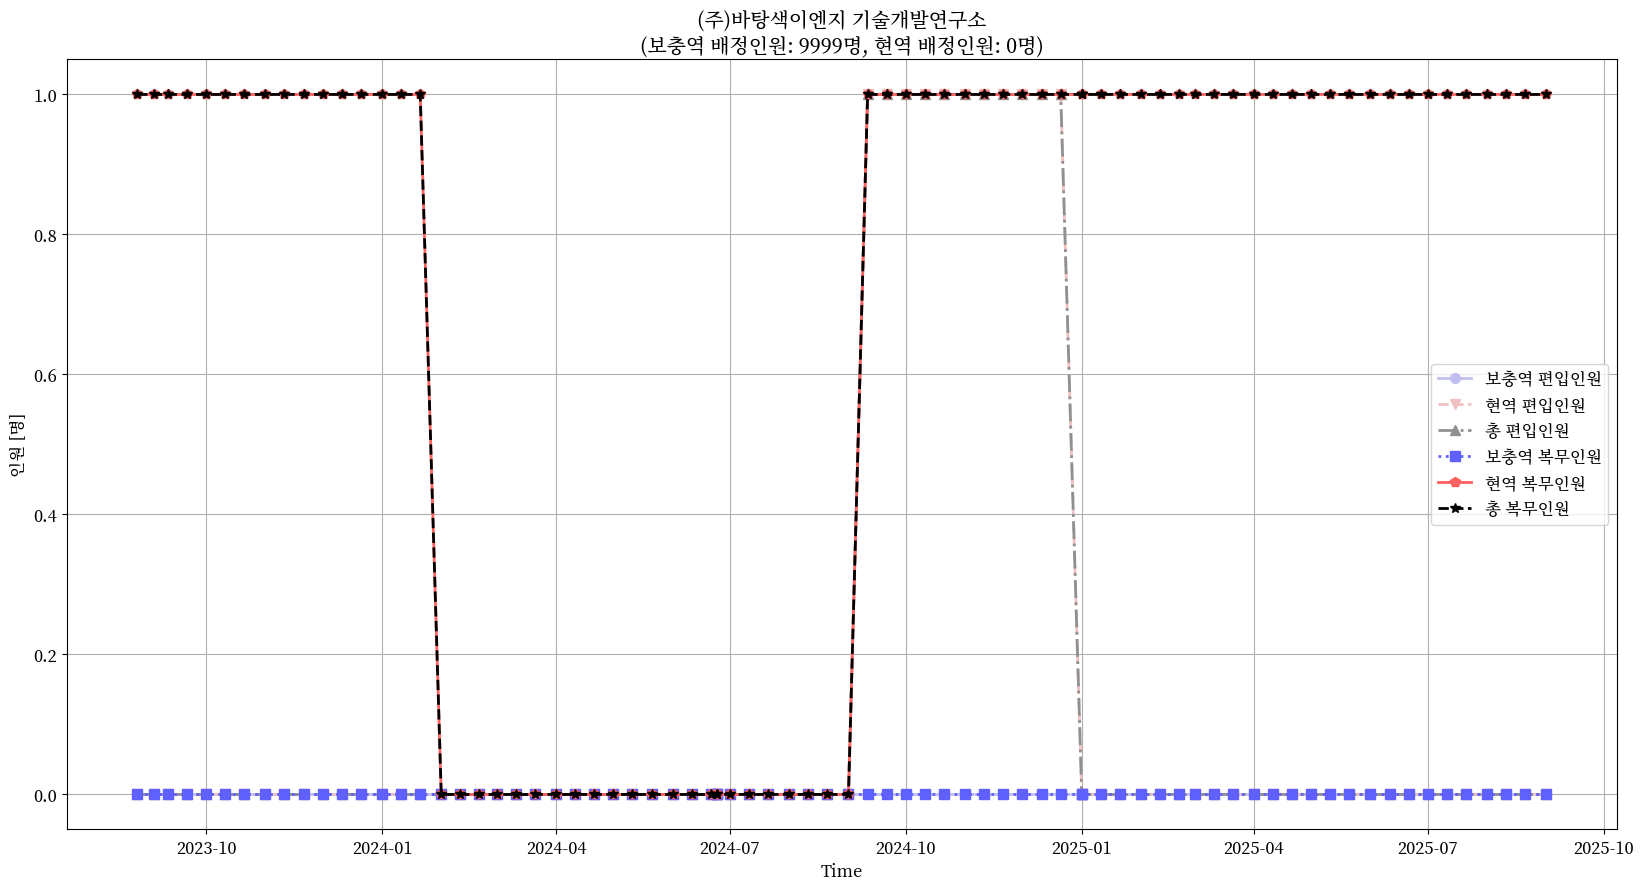 (주)바탕색이엔지 기술개발연구소
(보충역 배정인원: 9999명, 현역 배정인원: 0명)
인원 [명]
1.0
0.8
0.6
0.4
0.2
0.0
보충역 편입인원
현역 편입인원
총 편입인원
보충역 복무인원
현역 복무인원
총 복무인원
2023-10 2024-01 2024-04 2024-07 2024-10 2025-01 2025-04 2025-07 2025-10
Time